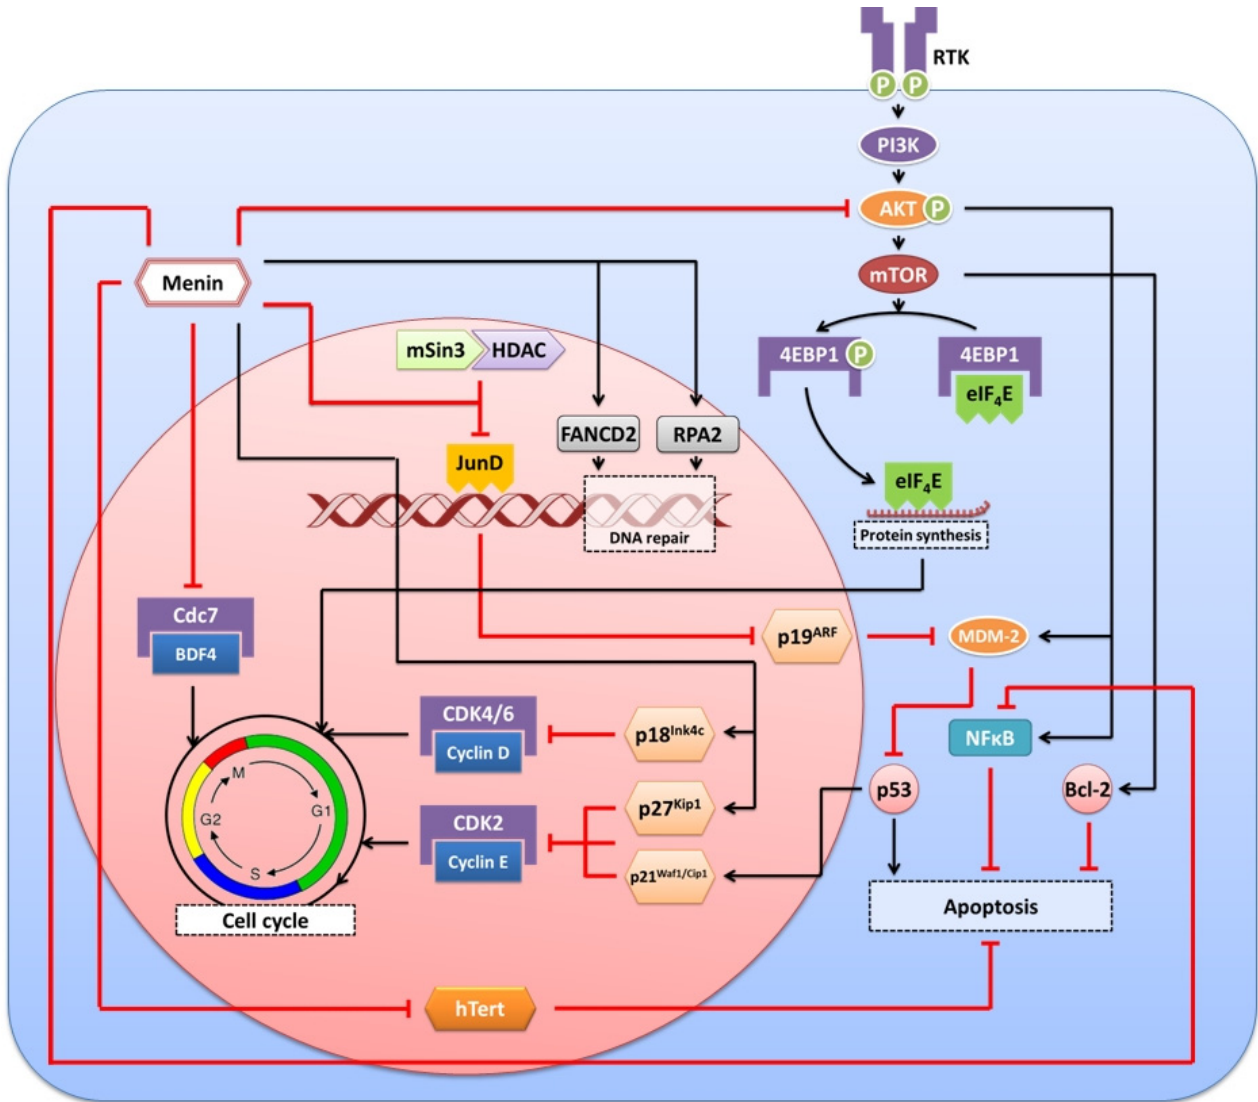 RTK
P P
PI3K
AKT P
Menin
mTOR
mSin3 HDAC
4EBP1 P
4EBP1
eIF4E
FANCD2
RPA2
JunD
eIF4E
DNA repair
Protein synthesis
Cdc7
BDF4
p19ARF
MDM-2
CDK4/6
Cyclin D
p18Ink4c
NFκB
M
G1
G2
S
p27Kip1
p53
Bcl-2
CDK2
Cyclin E
p21Waf1/Cip1
Cell cycle
Apoptosis
hTert